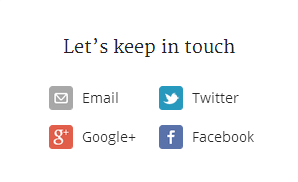 Let's keep in touch
Email Twitter
g+ Google+ f Facebook